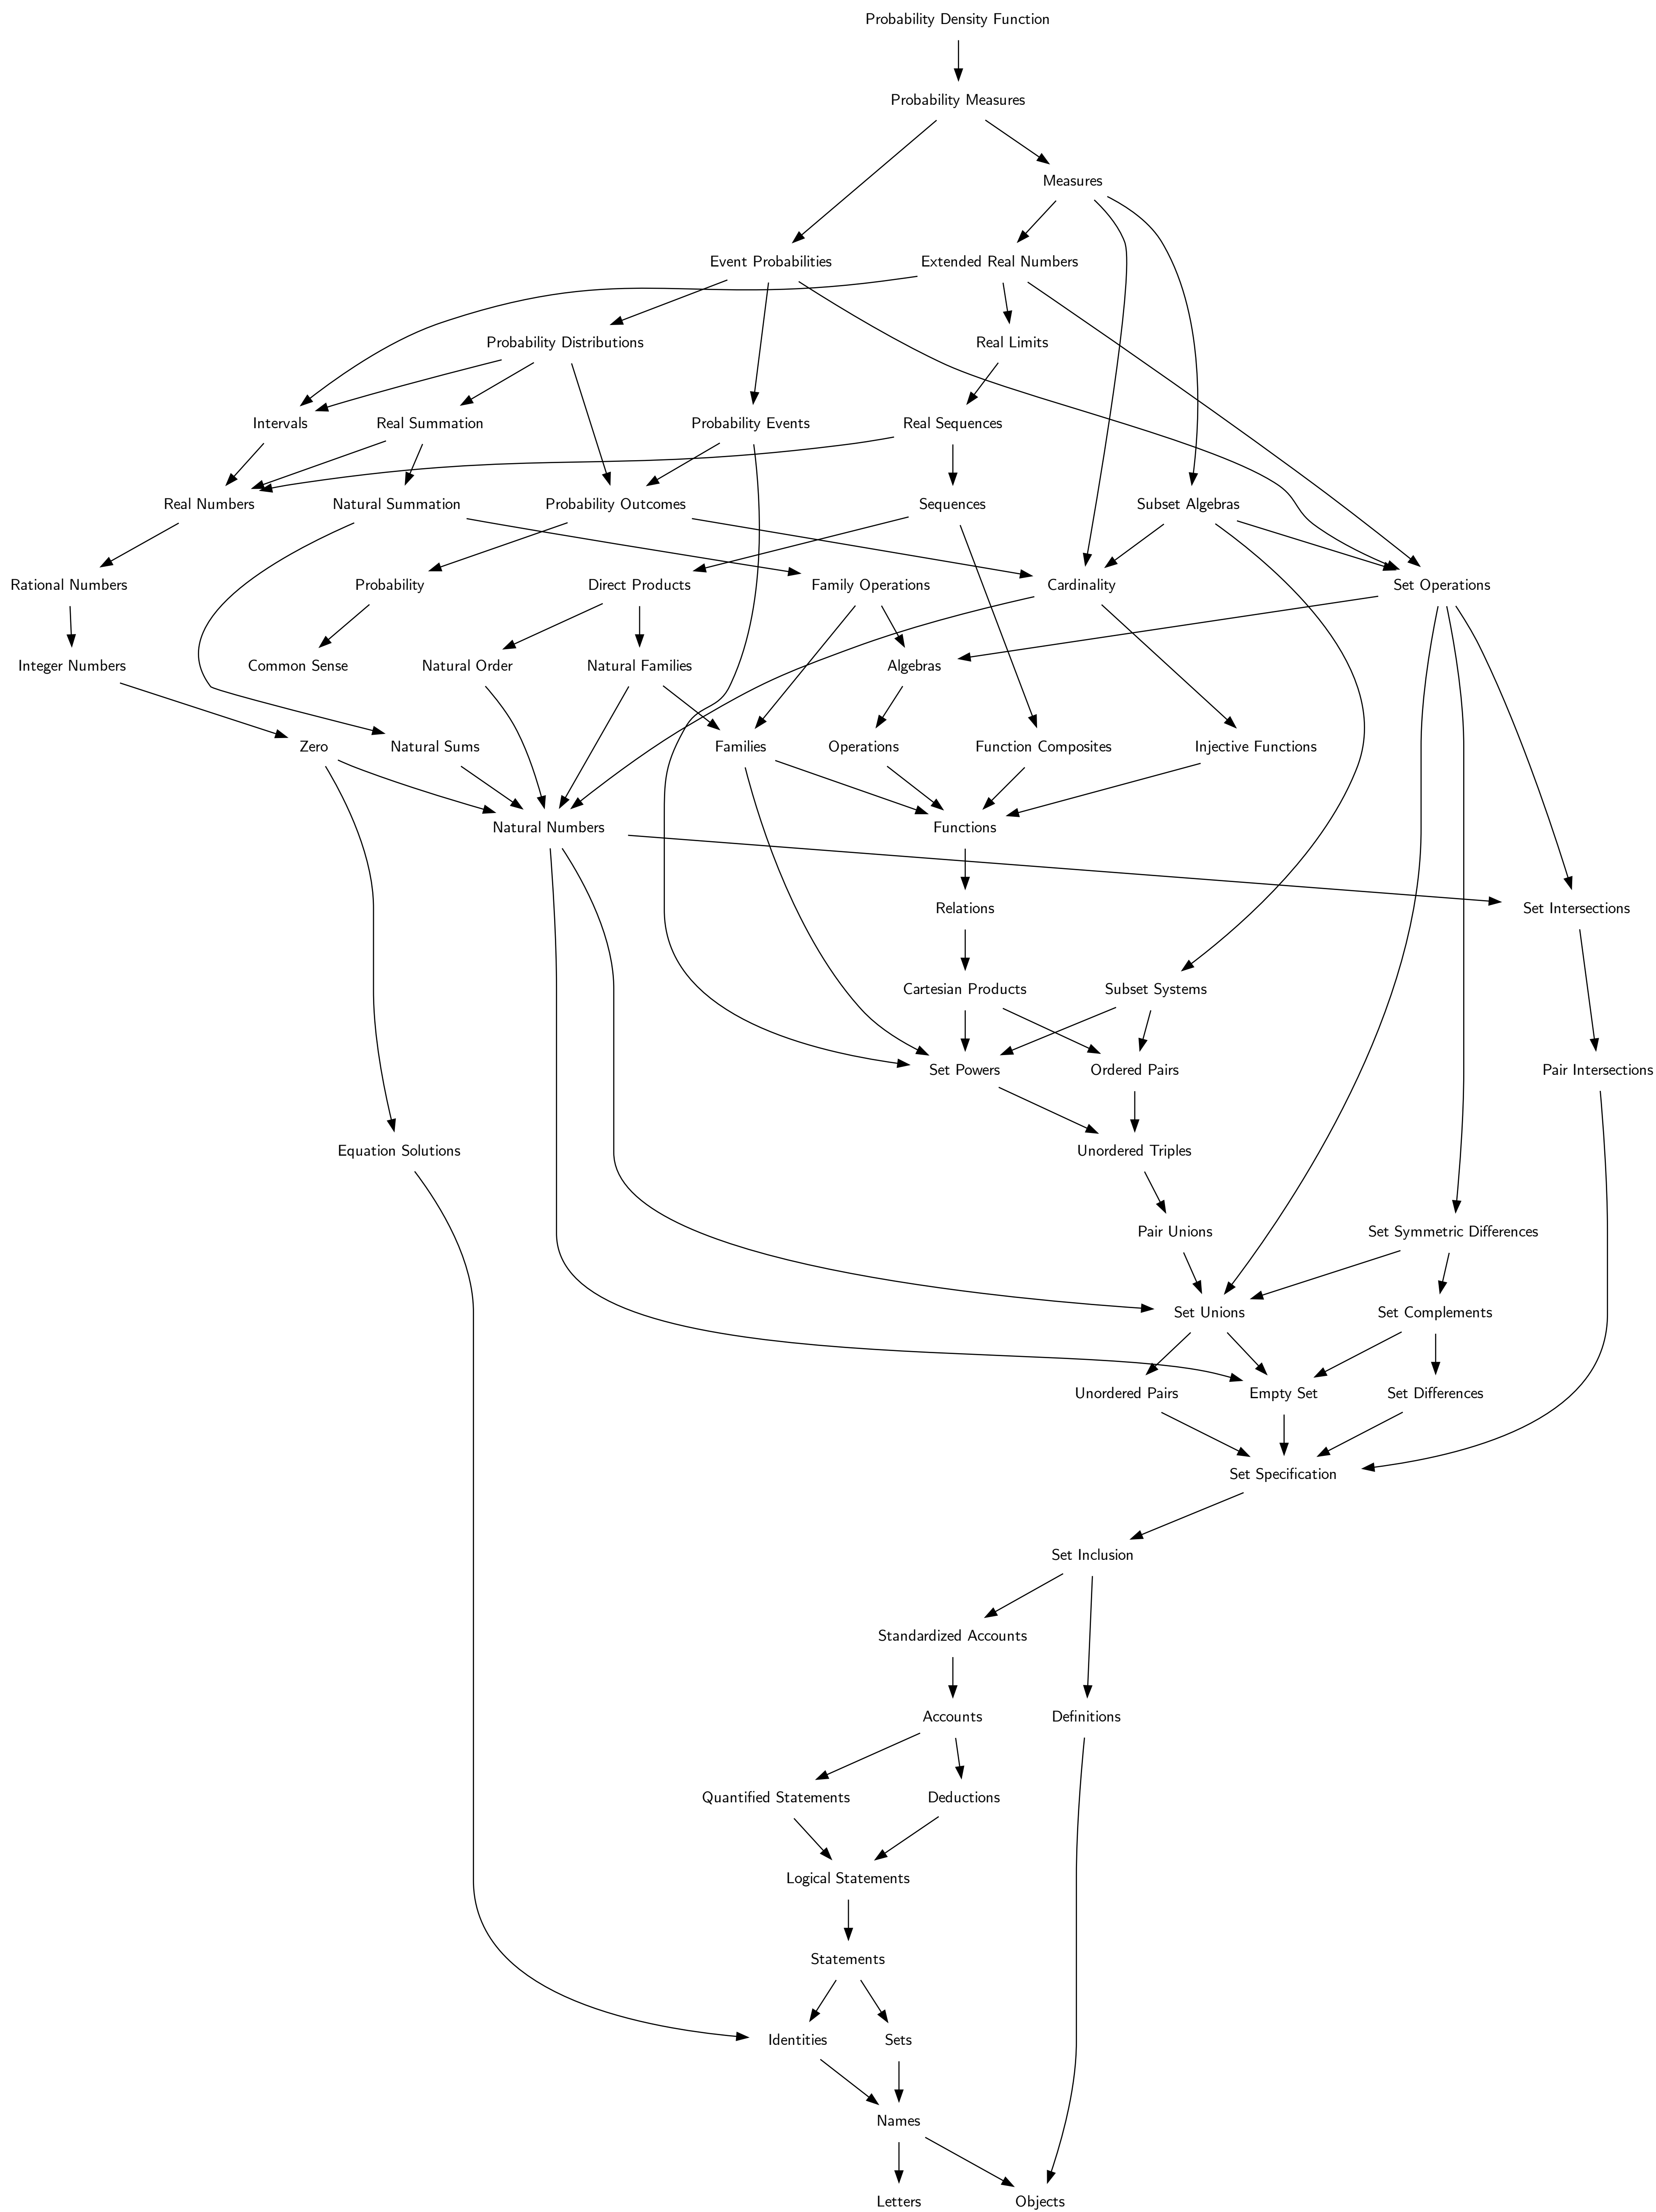 Probability Density Function
Probability Measures
Measures
Event Probabilities
Extended Real Numbers
Probability Distributions
Real Limits
Intervals
Real Summation
Probability Events
Real Sequences
Real Numbers
Natural Summation
Probability Outcomes
Sequences
Subset Algebras
Rational Numbers
Probability
Direct Products
Family Operations
Cardinality
Set Operations
Integer Numbers
Common Sense
Natural Order
Natural Families
Algebras
Zero
Natural Sums
Families
Operations
Function Composites
Injective Functions
Natural Numbers
Functions
Relations
Set Intersections
Cartesian Products
Subset Systems
Set Powers
Ordered Pairs
Pair Intersections
Equation Solutions
Unordered Triples
Pair Unions
Set Symmetric Differences
Set Unions
Set Complements
Unordered Pairs
Empty Set
Set Differences
Set Specification
Set Inclusion
Standardized Accounts
Accounts
Definitions
Quantified Statements
Deductions
Logical Statements
Statements
Identities
Sets
Names
Letters
Objects